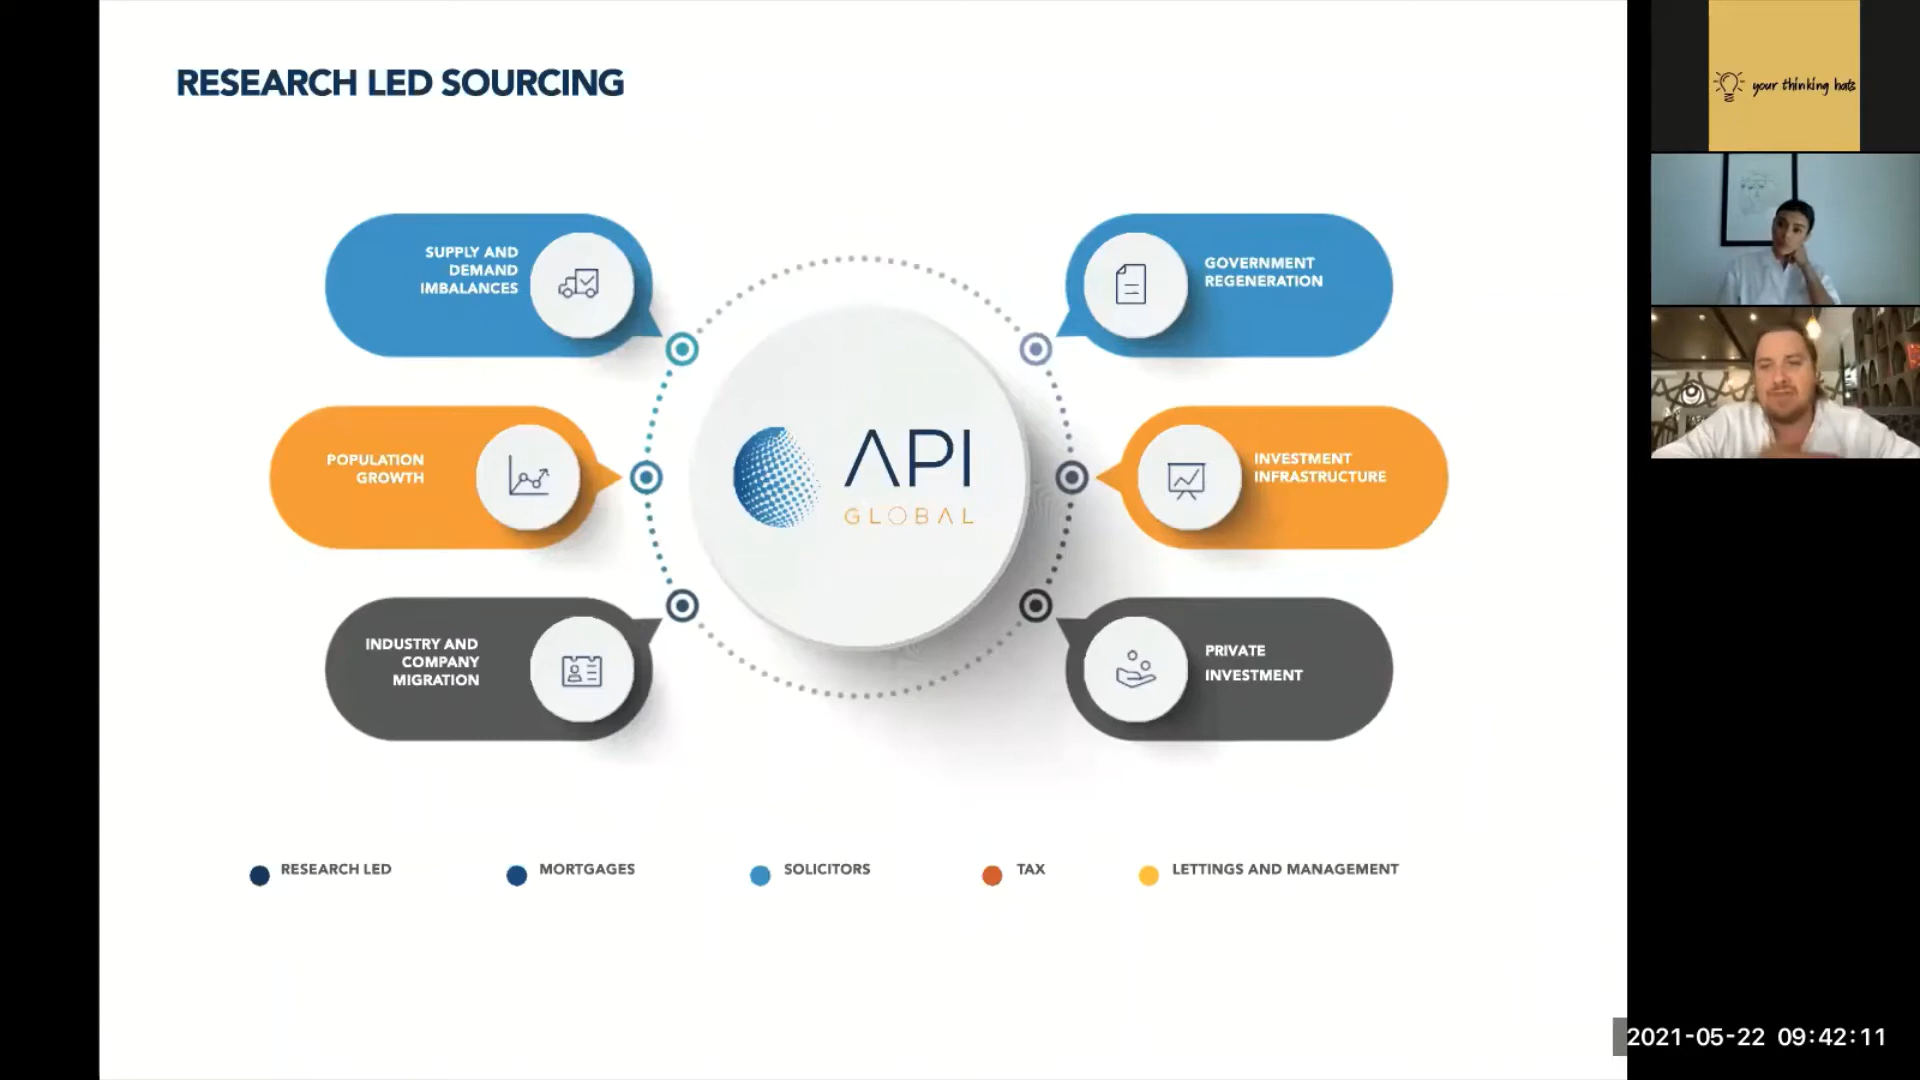 RESEARCH LED SOURCING
SUPPLY AND
DEMAND
IMBALANCES
GOVERNMENT
REGENERATION
POPULATION
GROWTH
INVESTMENT
INFRASTRUCTURE
INDUSTRY AND
COMPANY
MIGRATION
PRIVATE
INVESTMENT
API
GLOBAL
RESEARCH LED
MORTGAGES
SOLICITORS
TAX
LETTINGS AND MANAGEMENT
your thinking hats
2021-05-22 09:42:11